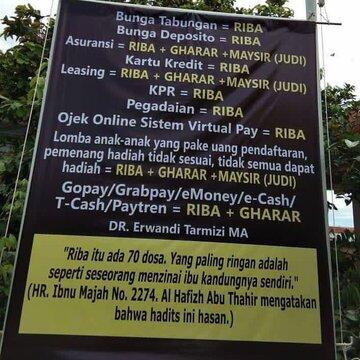 Bunga Tabungan = RIBA
Bunga Deposito = RIBA
Asuransi = RIBA + GHARAR +MAYSIR (JUDI)
Kartu Kredit = RIBA
Leasing = RIBA + GHARAR +MAYSIR (JUDI)
KPR = RIBA
Pegadaian = RIBA
Ojek Online Sistem Virtual Pay = RIBA
Lomba anak-anak yang pake uang pendaftaran,
pemenang hadiah tidak sesuai, tidak semua dapat
hadiah = RIBA + GHARAR +MAYSIR (JUDI)
Gopay/Grabpay/eMoney/e-Cash/
T-Cash/Paytren = RIBA + GHARAR
DR. Erwandi Tarmizi MA
"Riba itu ada 70 dosa. Yang paling ringan adalah
seperti seseorang menzinai ibu kandungnya sendiri."
(HR. Ibnu Majah No. 2274. Al Hafizh Abu Thahir mengatakan
bahwa hadits ini hasan.)